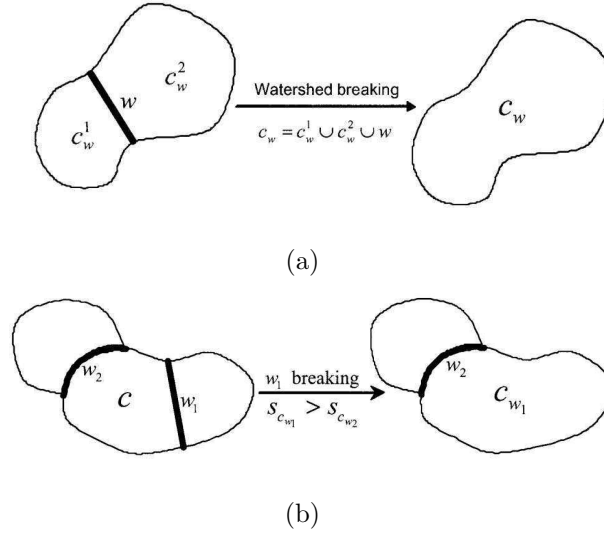 c_w^2
w
c_w^1
Watershed breaking
c_w = c_w^1 ∪ c_w^2 ∪ w
c_w
(a)
w_2
c
w_1
w_1 breaking
s_{c_{w_1}} > s_{c_{w_2}}
w_2
c_{w_1}
(b)